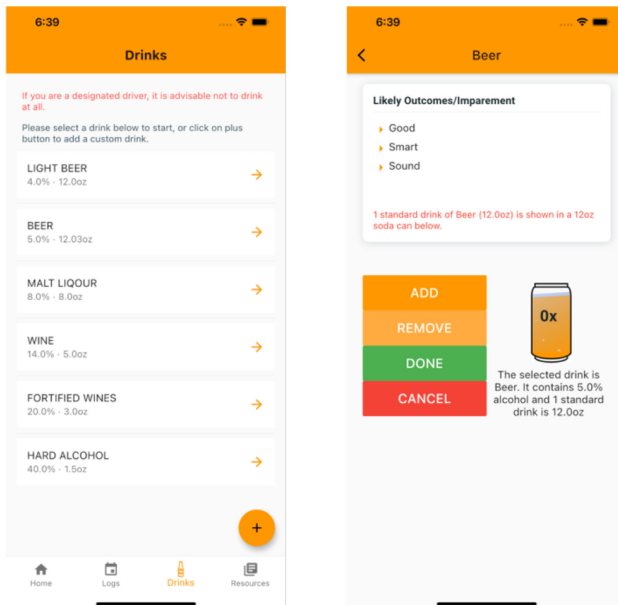 6:39
Drinks
If you are a designated driver, it is advisable not to drink
at all.
Please select a drink below to start, or click on plus
button to add a custom drink.
LIGHT BEER
4.0% - 12.0oz
BEER
5.0% - 12.03oz
MALT LIQOUR
8.0% - 8.0oz
WINE
14.0% - 5.0oz
FORTIFIED WINES
20.0% - 3.0oz
HARD ALCOHOL
40.0% - 1.5oz
+
Home
Logs
Drinks
Resources
6:39
Beer
Likely Outcomes/Imparement
Good
Smart
Sound
1 standard drink of Beer (12.0oz) is shown in a 12oz
soda can below.
ADD
REMOVE
DONE
CANCEL
0x
The selected drink is
Beer. It contains 5.0%
alcohol and 1 standard
drink is 12.0oz